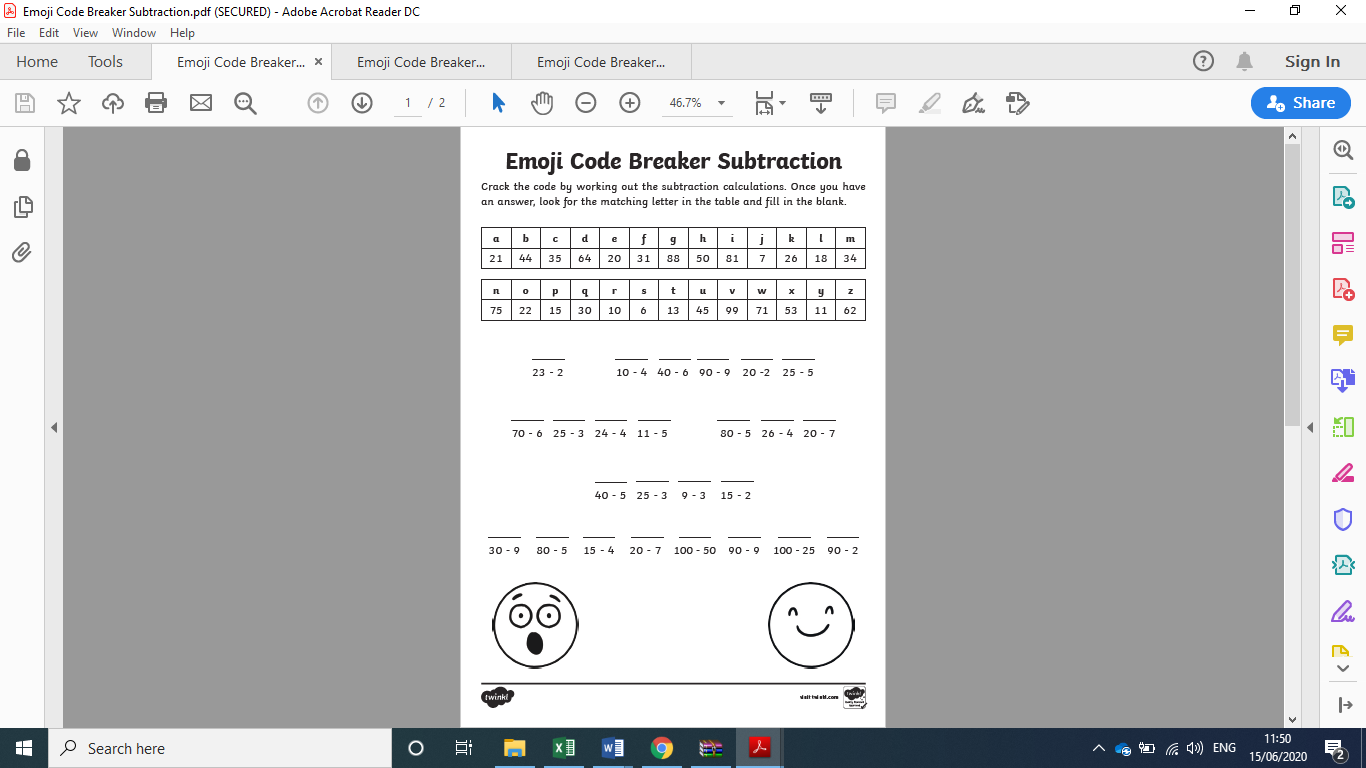 Emoji Code Breaker Subtraction.pdf (SECURED) - Adobe Acrobat Reader DC
File Edit View Window Help
Home Tools Emoji Code Breaker... × Emoji Code Breaker... Emoji Code Breaker... Sign In
1 / 2 46.7% Share
Emoji Code Breaker Subtraction
Crack the code by working out the subtraction calculations. Once you have
an answer, look for the matching letter in the table and fill in the blank.
a b c d e f g h i j k l m
21 44 35 64 20 31 88 50 81 7 26 18 34
n o p q r s t u v w x y z
75 22 15 30 10 6 13 45 99 71 53 11 62
23 - 2 10 - 4 40 - 6 90 - 9 20 -2 25 - 5
70 - 6 25 - 3 24 - 4 11 - 5 80 - 5 26 - 4 20 - 7
40 - 5 25 - 3 9 - 3 15 - 2
30 - 9 80 - 5 15 - 4 20 - 7 100 - 50 90 - 9 100 - 25 90 - 2
twinkl visit twinkl.com twinkl
Search here ENG 11:50
15/06/2020 2